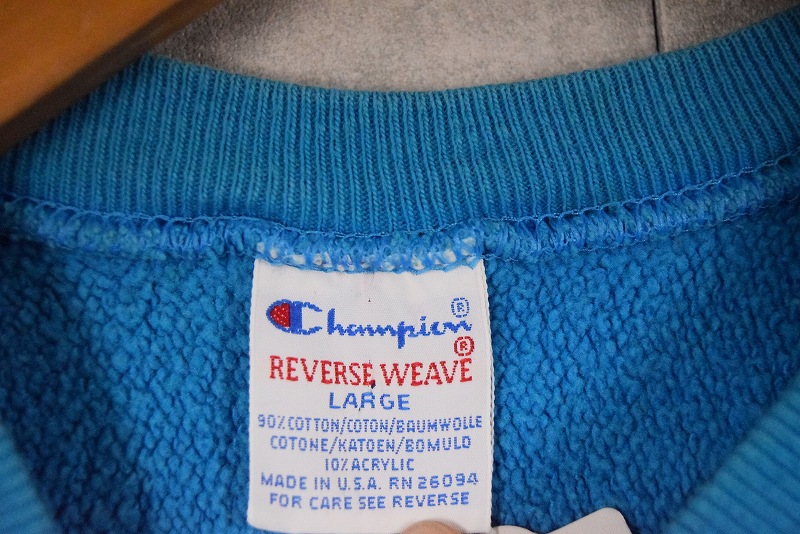 Champion®
REVERSE WEAVE®
LARGE
90% COTTON/COTON/BAUMWOLLE
COTONE/KATOEN/BOMULD
10% ACRYLIC
MADE IN U.S.A. RN 26094
FOR CARE SEE REVERSE